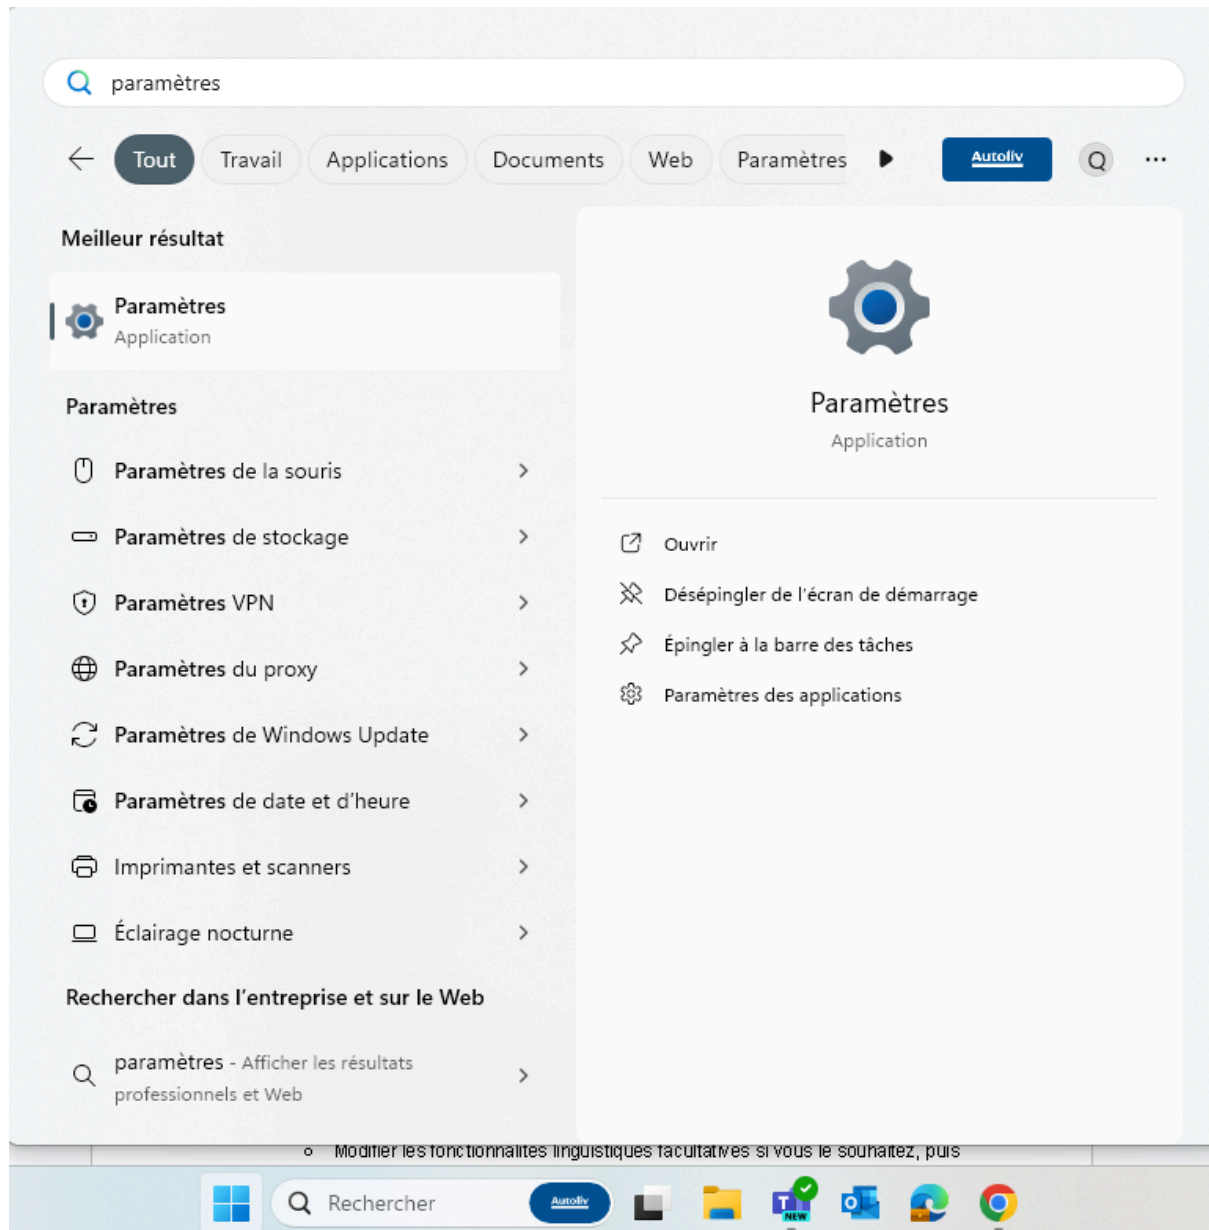 paramètres
Tout Travail Applications Documents Web Paramètres Autoliv Q
Meilleur résultat
Paramètres
Application
Paramètres
Paramètres de la souris
Paramètres de stockage
Paramètres VPN
Paramètres du proxy
Paramètres de Windows Update
Paramètres de date et d'heure
Imprimantes et scanners
Éclairage nocturne
Rechercher dans l'entreprise et sur le Web
paramètres - Afficher les résultats
professionnels et Web
Paramètres
Application
Ouvrir
Désépingler de l'écran de démarrage
Épingler à la barre des tâches
Paramètres des applications
Modifier les fonctionnalités linguistiques facultatives si vous le souhaitez, puis
Rechercher Autoliv T NEW O